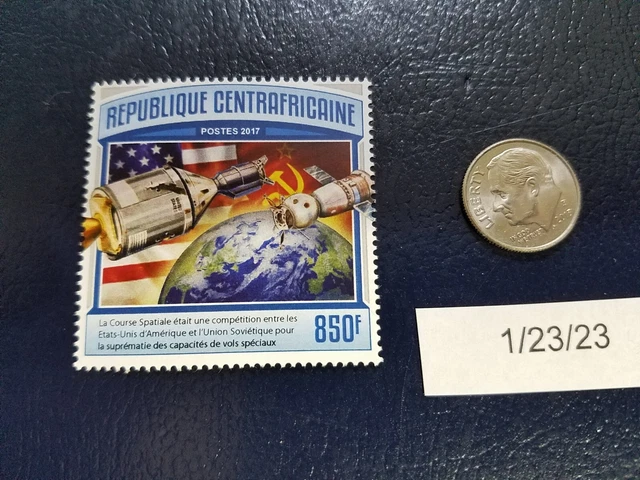 REPUBLIQUE CENTRAFRICAINE
POSTES 2017
La Course Spatiale était une compétition entre les
Etats-Unis d'Amérique et l'Union Soviétique pour
la suprématie des capacités de vols spéciaux
850F
LIBERTY
1/23/23